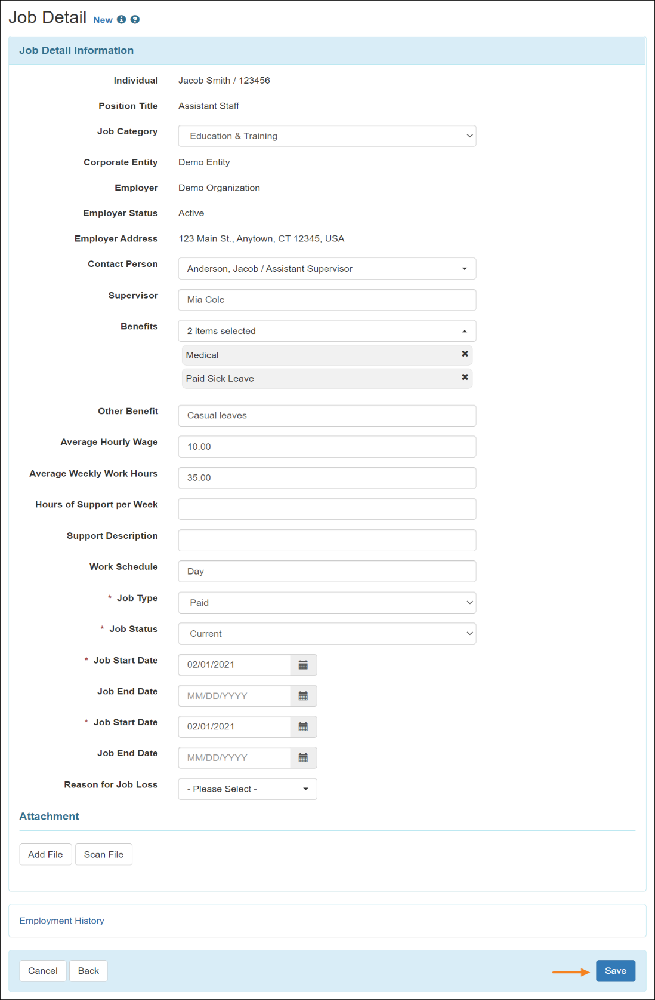 Job Detail New
Job Detail Information
Individual Jacob Smith / 123456
Position Title Assistant Staff
Job Category Education & Training
Corporate Entity Demo Entity
Employer Demo Organization
Employer Status Active
Employer Address 123 Main St., Anytown, CT 12345, USA
Contact Person Anderson, Jacob / Assistant Supervisor
Supervisor Mia Cole
Benefits 2 items selected
Medical ✖
Paid Sick Leave ✖
Other Benefit Casual leaves
Average Hourly Wage 10.00
Average Weekly Work Hours 35.00
Hours of Support per Week
Support Description
Work Schedule Day
* Job Type Paid
* Job Status Current
* Job Start Date 02/01/2021
Job End Date MM/DD/YYYY
* Job Start Date 02/01/2021
Job End Date MM/DD/YYYY
Reason for Job Loss - Please Select -
Attachment
Add File Scan File
Employment History
Cancel Back Save